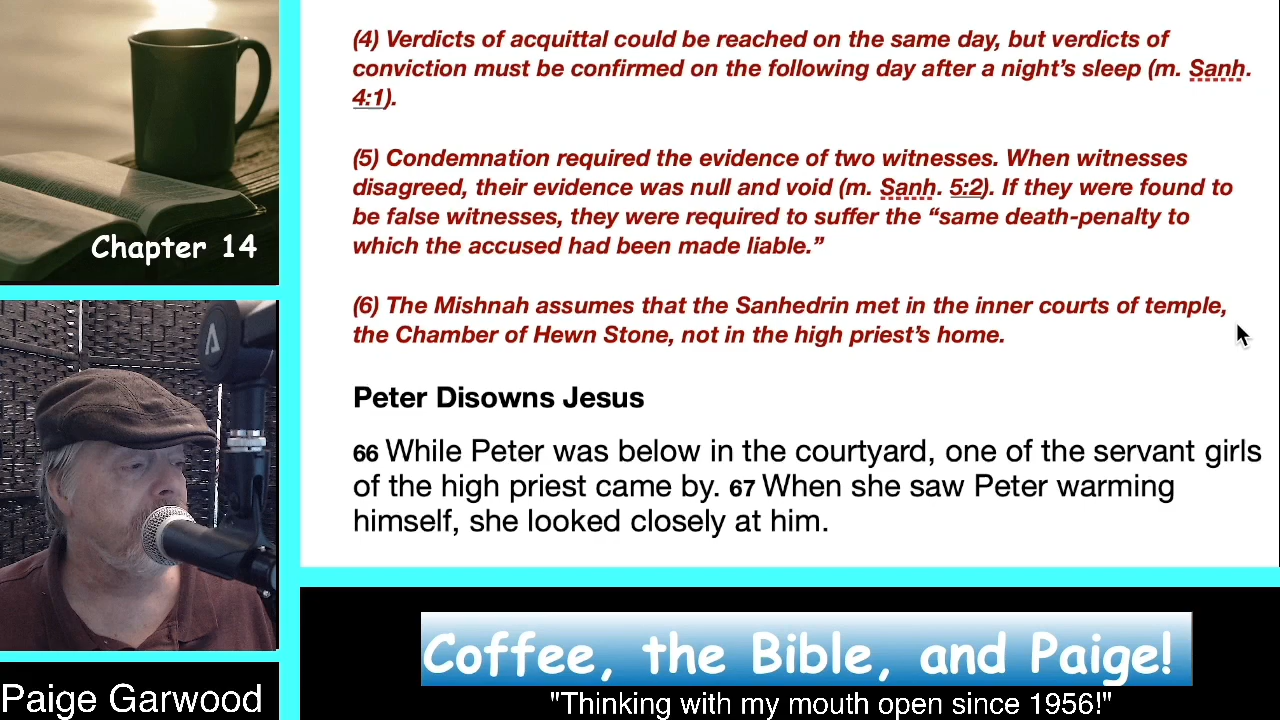 (4) Verdicts of acquittal could be reached on the same day, but verdicts of
conviction must be confirmed on the following day after a night’s sleep (m. Sanh.
4:1).
(5) Condemnation required the evidence of two witnesses. When witnesses
disagreed, their evidence was null and void (m. Sanh. 5:2). If they were found to
be false witnesses, they were required to suffer the “same death-penalty to
which the accused had been made liable.”
(6) The Mishnah assumes that the Sanhedrin met in the inner courts of temple,
the Chamber of Hewn Stone, not in the high priest’s home.
Peter Disowns Jesus
66 While Peter was below in the courtyard, one of the servant girls
of the high priest came by. 67 When she saw Peter warming
himself, she looked closely at him.
Chapter 14
Paige Garwood
Coffee, the Bible, and Paige!
"Thinking with my mouth open since 1956!"